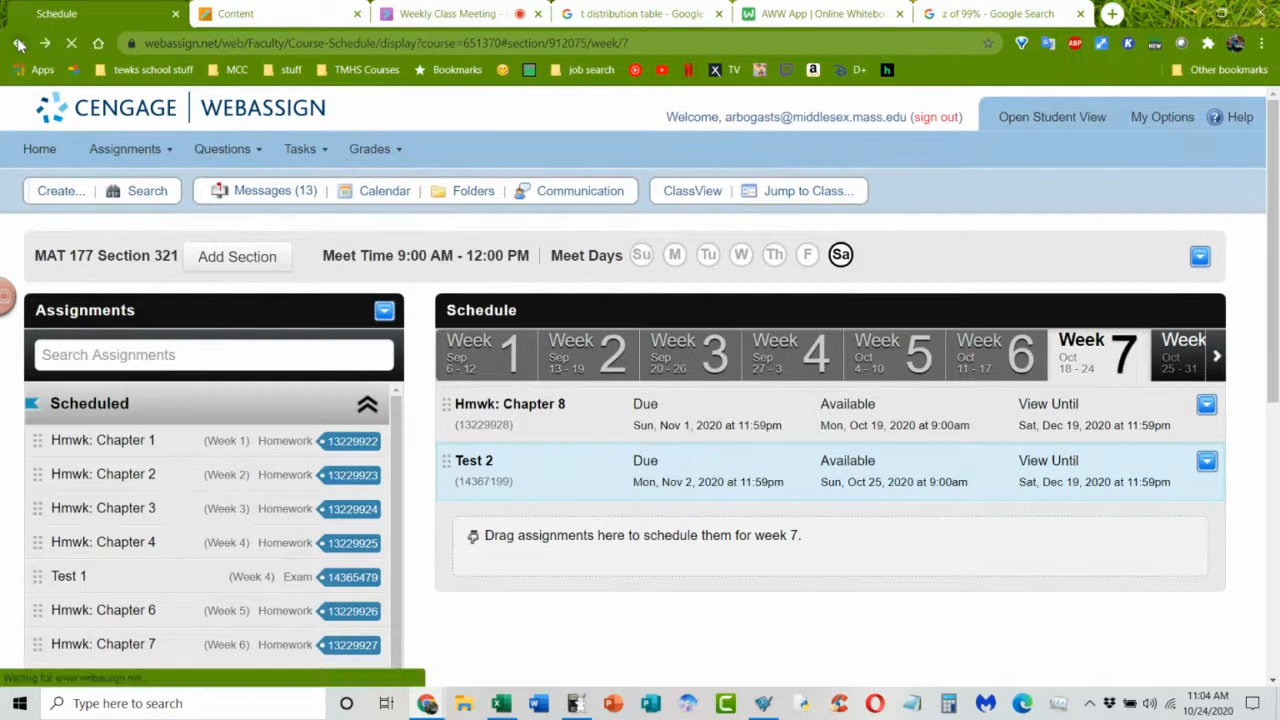 Schedule
Content
Weekly Class Meeting -
t distribution table - Google
AWW App | Online Whitebo
z of 99% - Google Search
webassign.net/web/Faculty/Course-Schedule/display?course=651370#section/912075/week/7
Apps
tewks school stuff
MCC
stuff
TMHS Courses
Bookmarks
job search
TV
D+
Other bookmarks
CENGAGE | WEBASSIGN
Welcome, arbogasts@middlesex.mass.edu (sign out)
Open Student View
My Options
Help
Home
Assignments
Questions
Tasks
Grades
Create...
Search
Messages (13)
Calendar
Folders
Communication
ClassView
Jump to Class...
MAT 177 Section 321
Add Section
Meet Time 9:00 AM - 12:00 PM
Meet Days Su M Tu W Th F Sa
Assignments
Search Assignments
Scheduled
Hmwk: Chapter 1 (Week 1) Homework 13229922
Hmwk: Chapter 2 (Week 2) Homework 13229923
Hmwk: Chapter 3 (Week 3) Homework 13229924
Hmwk: Chapter 4 (Week 4) Homework 13229925
Test 1 (Week 4) Exam 14365479
Hmwk: Chapter 6 (Week 5) Homework 13229926
Hmwk: Chapter 7 (Week 6) Homework 13229927
Schedule
Week 1 Sep 6 - 12
Week 2 Sep 13 - 19
Week 3 Sep 20 - 26
Week 4 Sep 27 - 3
Week 5 Oct 4 - 10
Week 6 Oct 11 - 17
Week 7 Oct 18 - 24
Week Oct 25 - 31
Hmwk: Chapter 8 Due Available View Until
(13229928) Sun, Nov 1, 2020 at 11:59pm Mon, Oct 19, 2020 at 9:00am Sat, Dec 19, 2020 at 11:59pm
Test 2 Due Available View Until
(14367199) Mon, Nov 2, 2020 at 11:59pm Sun, Oct 25, 2020 at 9:00am Sat, Dec 19, 2020 at 11:59pm
Drag assignments here to schedule them for week 7.
Waiting for www.webassign.net...
Type here to search
11:04 AM
10/24/2020